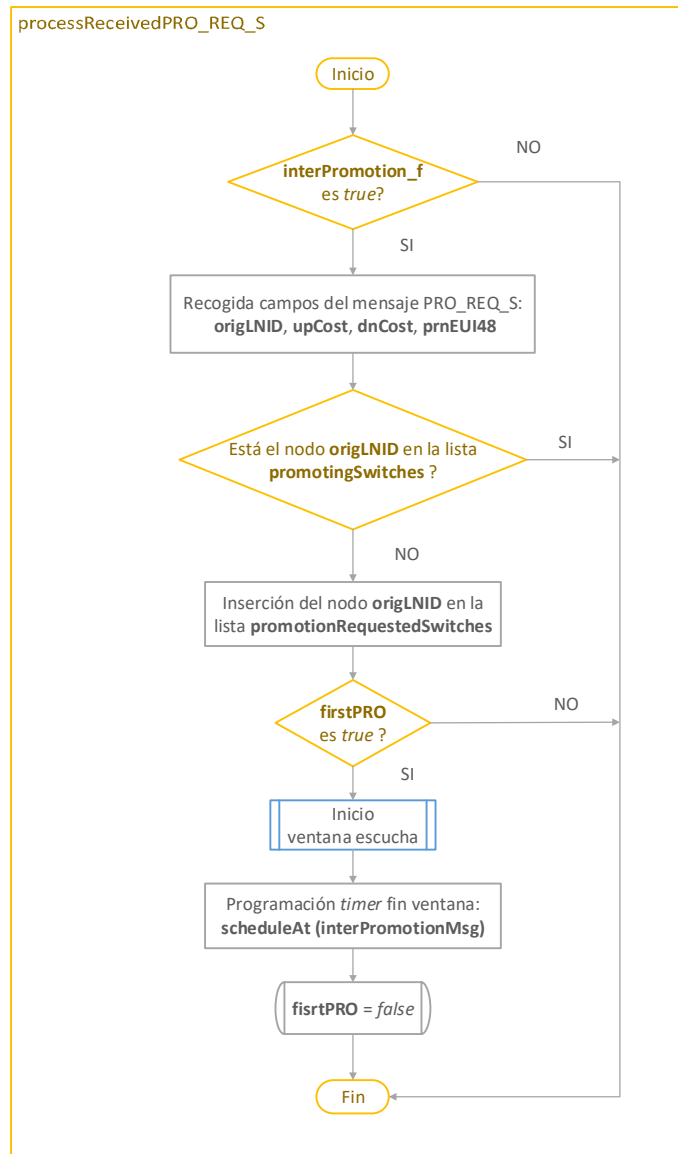 processReceivedPRO_REQ_S
Inicio
NO
interPromotion_f
es true?
SI
Recogida campos del mensaje PRO_REQ_S:
origLNID, upCost, dnCost, prnEUI48
Está el nodo origLNID en la lista
promotingSwitches ?
SI
NO
Inserción del nodo origLNID en la
lista promotionRequestedSwitches
firstPRO
es true ?
NO
SI
Inicio
ventana escucha
Programación timer fin ventana:
scheduleAt (interPromotionMsg)
fisrtPRO = false
Fin